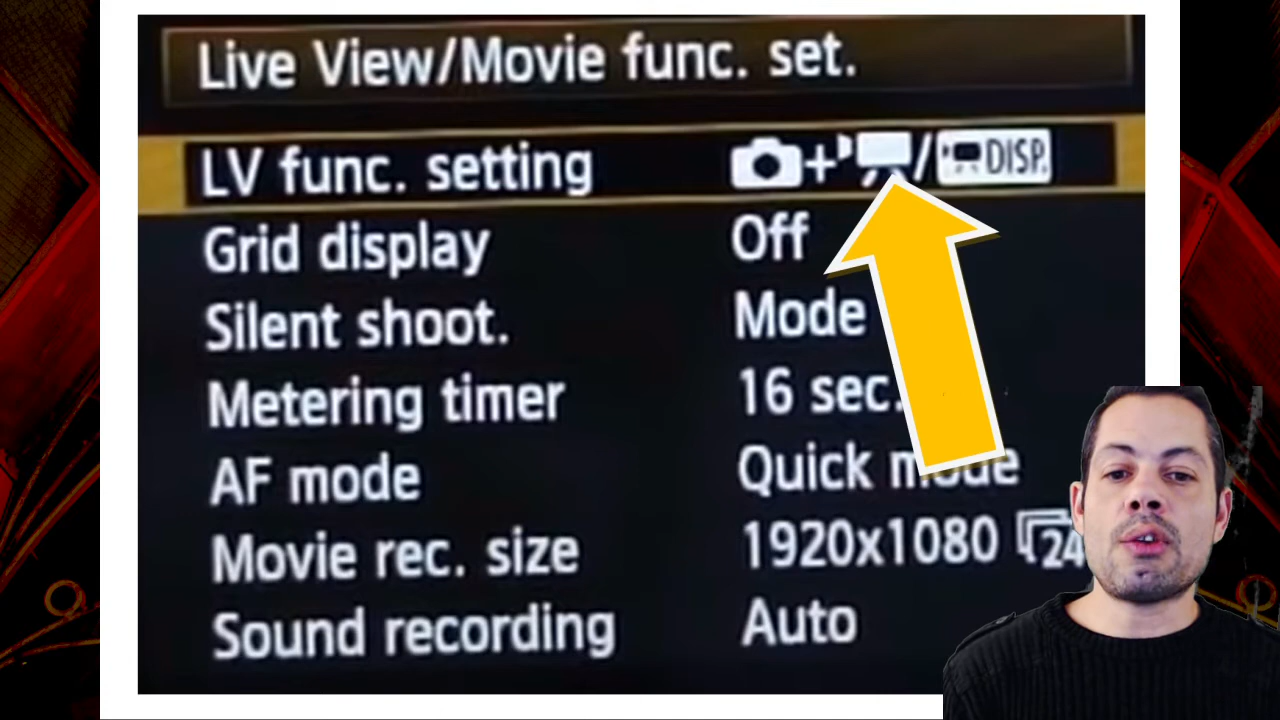 Live View/Movie func. set.
LV func. setting + / DISP.
Grid display Off
Silent shoot. Mode
Metering timer 16 sec.
AF mode Quick mode
Movie rec. size 1920x1080 24
Sound recording Auto